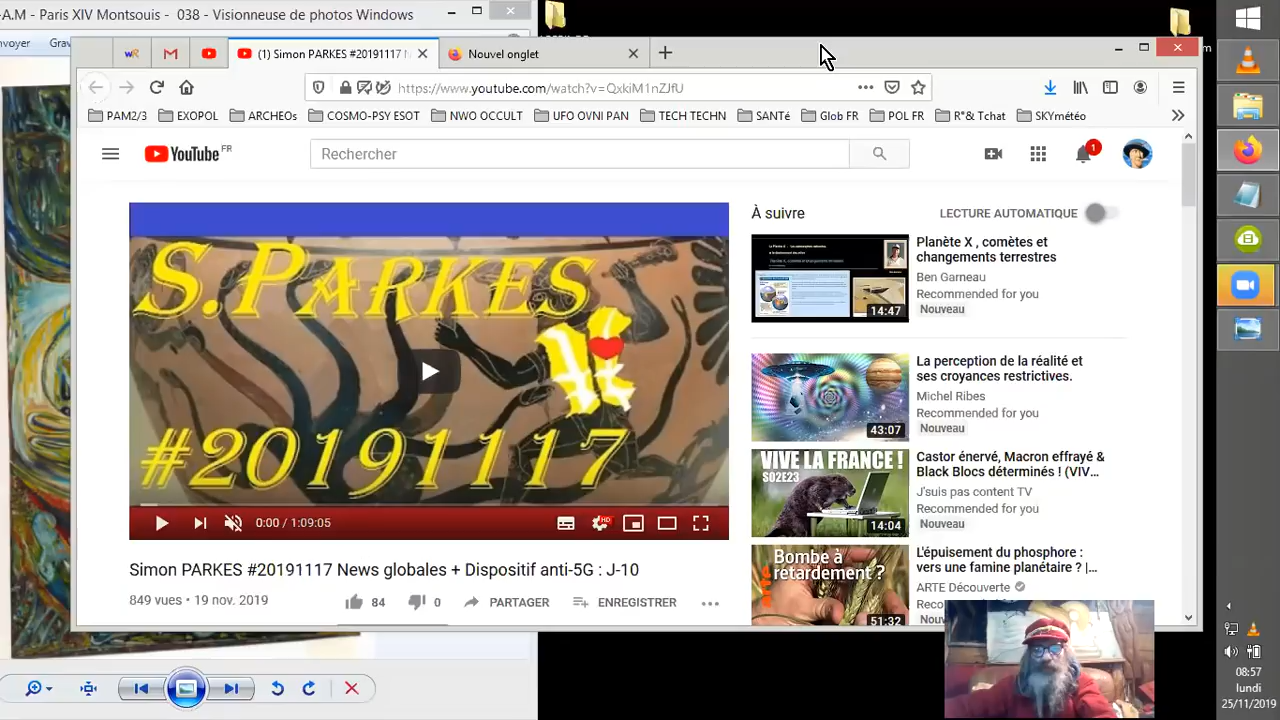 .A.M - Paris XIV Montsouis - 038 - Visionneuse de photos Windows
nvoyer Grav
(1) Simon PARKES #20191117 N
Nouvel onglet
https://www.youtube.com/watch?v=QxkiM1nZJfU
PAM2/3 EXOPOL ARCHEOs COSMO-PSY ESOT NWO OCCULT UFO OVNI PAN TECH TECHN SANTé Glob FR POL FR R°& Tchat SKYmétéo
YouTube FR
Rechercher
1
À suivre
LECTURE AUTOMATIQUE
#20191117
Planète X , comètes et
changements terrestres
Ben Garneau
Recommended for you
Nouveau
14:47
La perception de la réalité et
ses croyances restrictives.
Michel Ribes
Recommended for you
Nouveau
43:07
VIVE LA FRANCE !
S02E23
14:04
Castor énervé, Macron effrayé &
Black Blocs déterminés ! (VIV...
J'suis pas content TV
Recommended for you
Nouveau
Bombe à
retardement ?
arte
51:32
L'épuisement du phosphore :
vers une famine planétaire ? |...
ARTE Découverte
Reco
Nouv
0:00 / 1:09:05
HD
Simon PARKES #20191117 News globales + Dispositif anti-5G : J-10
849 vues • 19 nov. 2019
84 0 PARTAGER ENREGISTRER
08:57
lundi
25/11/2019